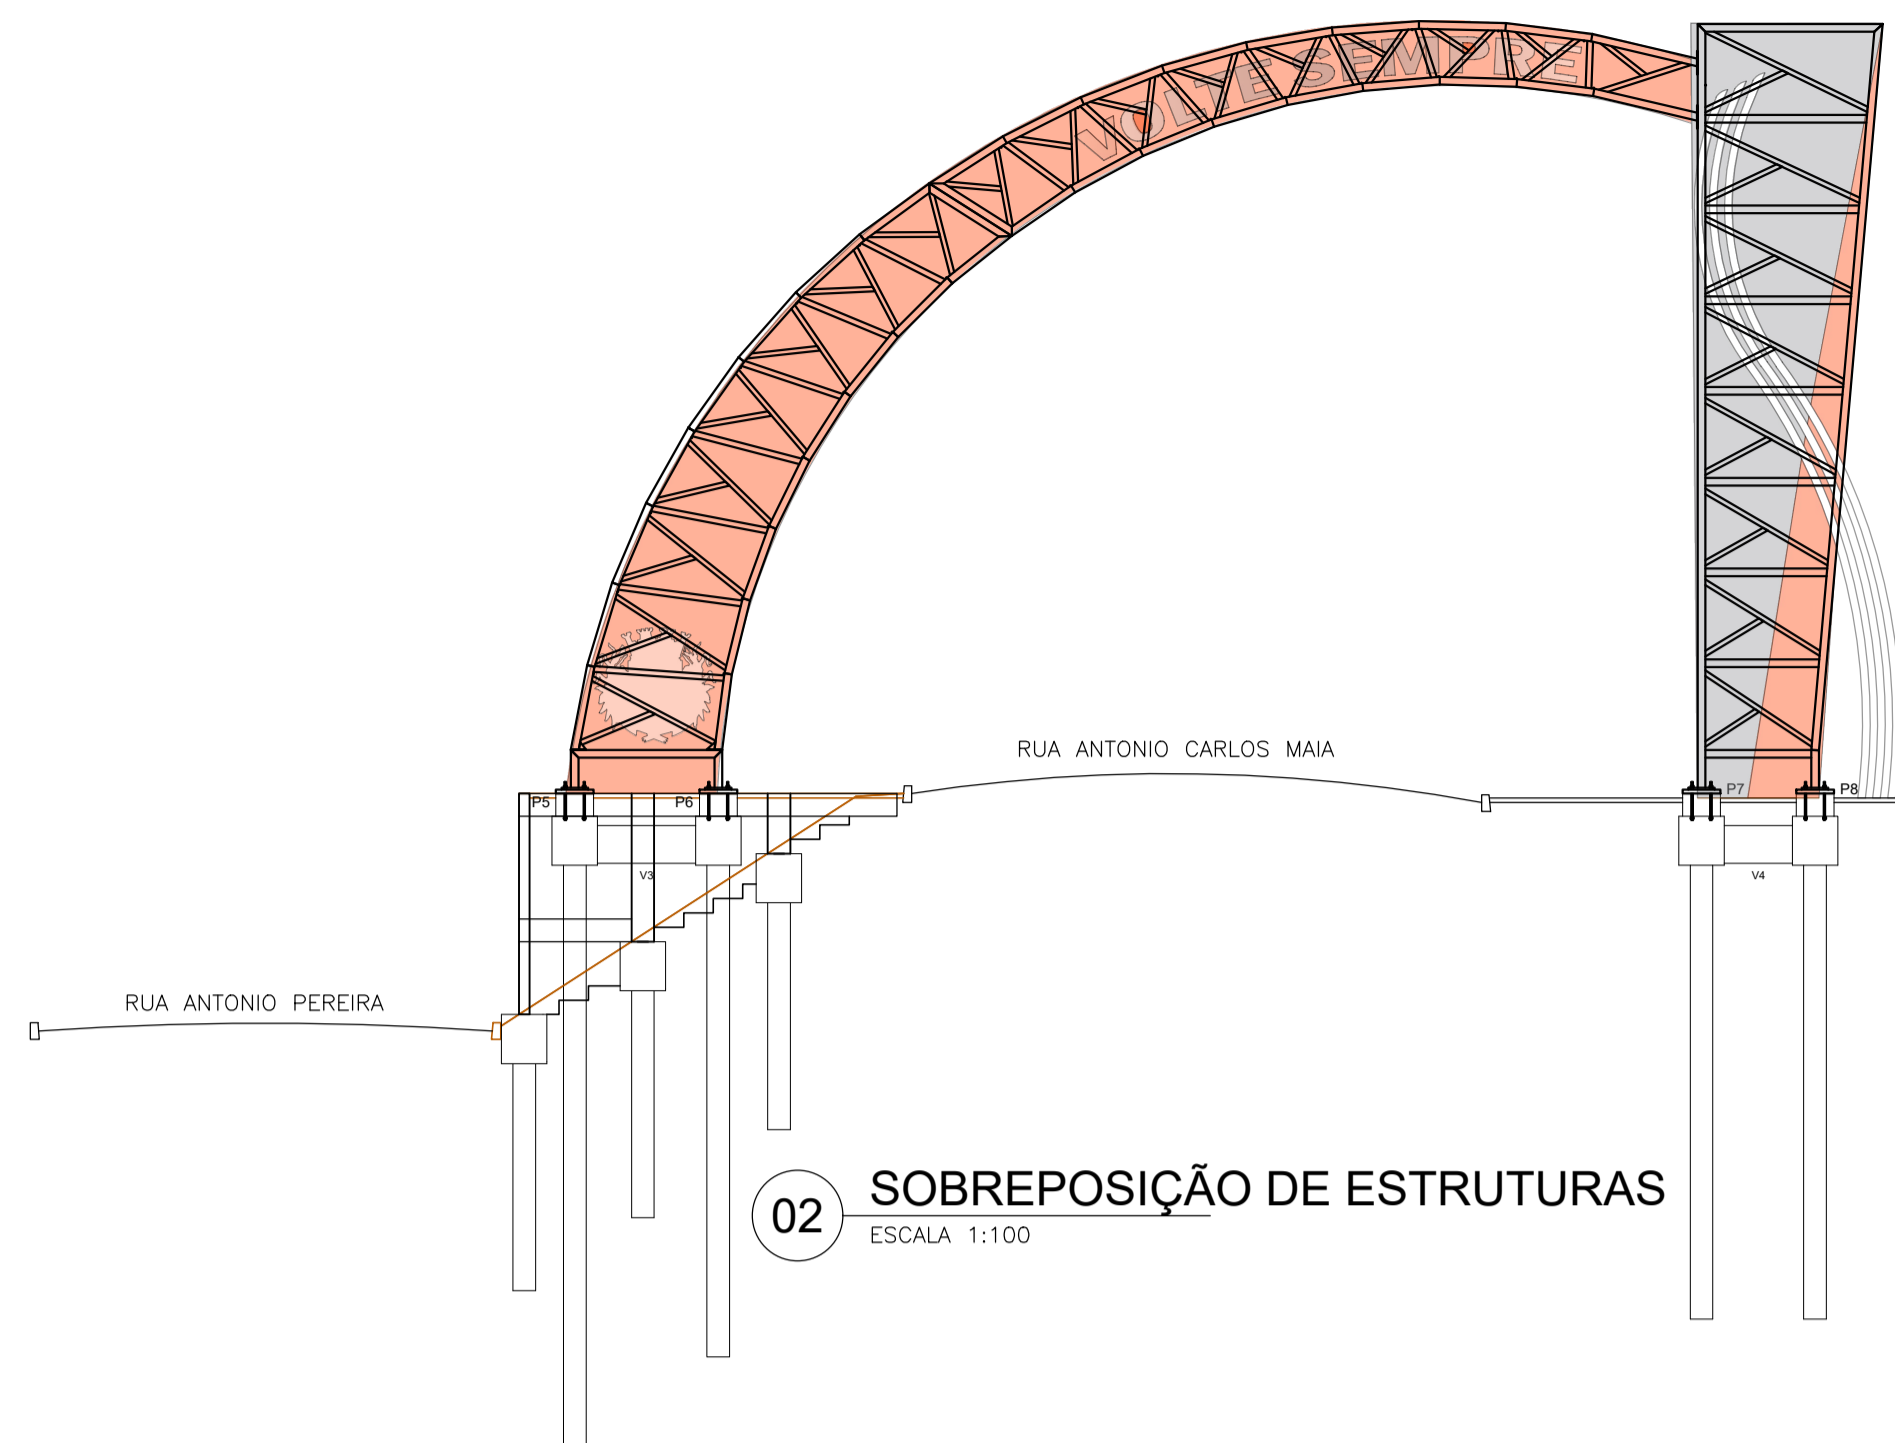 VOLTE SEMPRE
RUA ANTONIO CARLOS MAIA
P5
P6
P7
P8
V3
V4
RUA ANTONIO PEREIRA
02
SOBREPOSIÇÃO DE ESTRUTURAS
ESCALA 1:100